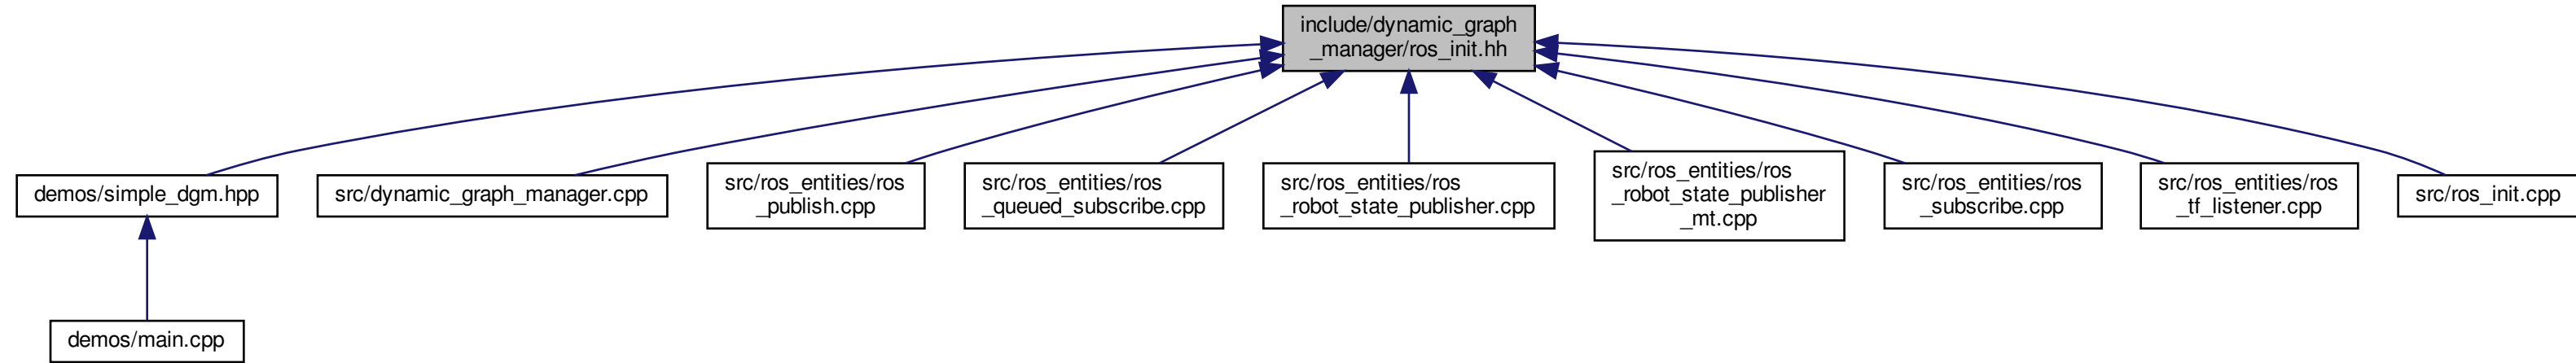 include/dynamic_graph
_manager/ros_init.hh
demos/simple_dgm.hpp
src/dynamic_graph_manager.cpp
src/ros_entities/ros
_publish.cpp
src/ros_entities/ros
_queued_subscribe.cpp
src/ros_entities/ros
_robot_state_publisher.cpp
src/ros_entities/ros
_robot_state_publisher
_mt.cpp
src/ros_entities/ros
_subscribe.cpp
src/ros_entities/ros
_tf_listener.cpp
src/ros_init.cpp
demos/main.cpp